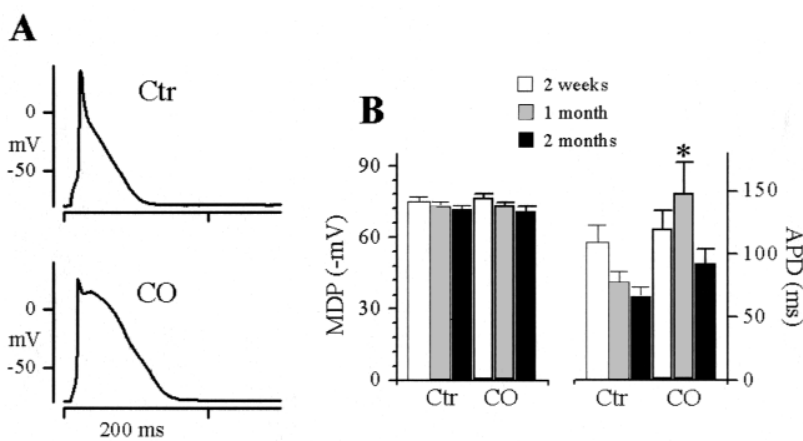 A
Ctr
0
mV
-50
CO
0
mV
-50
200 ms
B
2 weeks
1 month
2 months
*
MDP (-mV)
90
60
30
0
Ctr CO
APD (ms)
150
100
50
0
Ctr CO